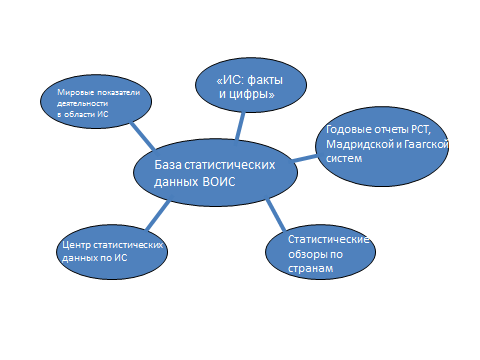 «ИС: факты
и цифры»
Мировые показатели
деятельности
в области ИС
Годовые отчеты РСТ,
Мадридской и Гаагской
систем
База статистических
данных ВОИС
Центр статистических
данных по ИС
Статистические
обзоры по
странам